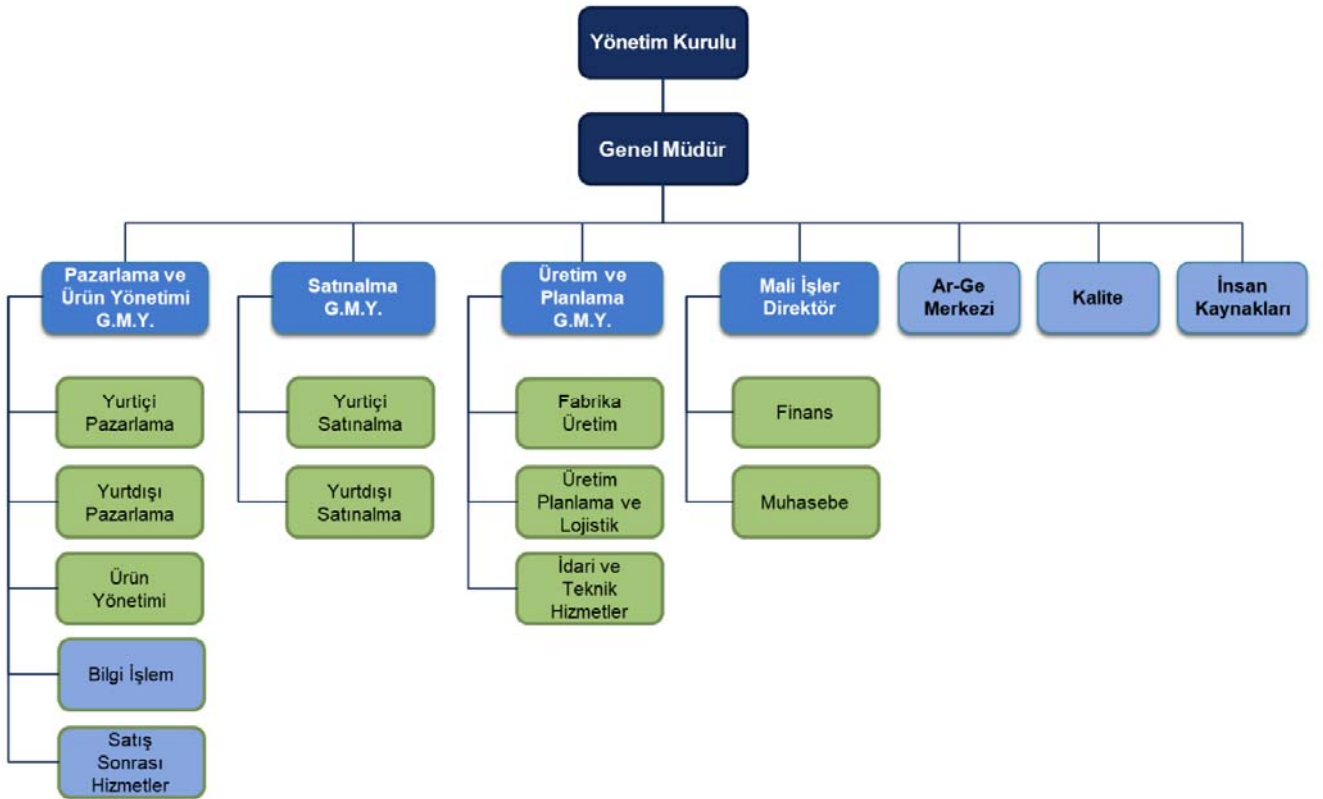 Yönetim Kurulu
Genel Müdür
Pazarlama ve
Ürün Yönetimi
G.M.Y.
Satınalma
G.M.Y.
Üretim ve
Planlama
G.M.Y.
Mali İşler
Direktör
Ar-Ge
Merkezi
Kalite
İnsan
Kaynakları
Yurtiçi
Pazarlama
Yurtdışı
Pazarlama
Ürün
Yönetimi
Bilgi İşlem
Satış
Sonrası
Hizmetler
Yurtiçi
Satınalma
Yurtdışı
Satınalma
Fabrika
Üretim
Üretim
Planlama ve
Lojistik
İdari ve
Teknik
Hizmetler
Finans
Muhasebe